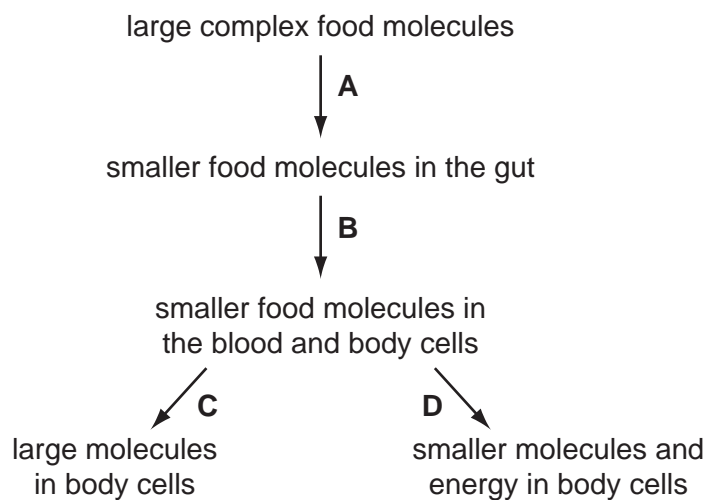 large complex food molecules
A
smaller food molecules in the gut
B
smaller food molecules in
the blood and body cells
C
D
large molecules
in body cells
smaller molecules and
energy in body cells